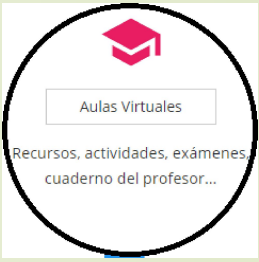 Aulas Virtuales
Recursos, actividades, exámenes,
cuaderno del profesor...